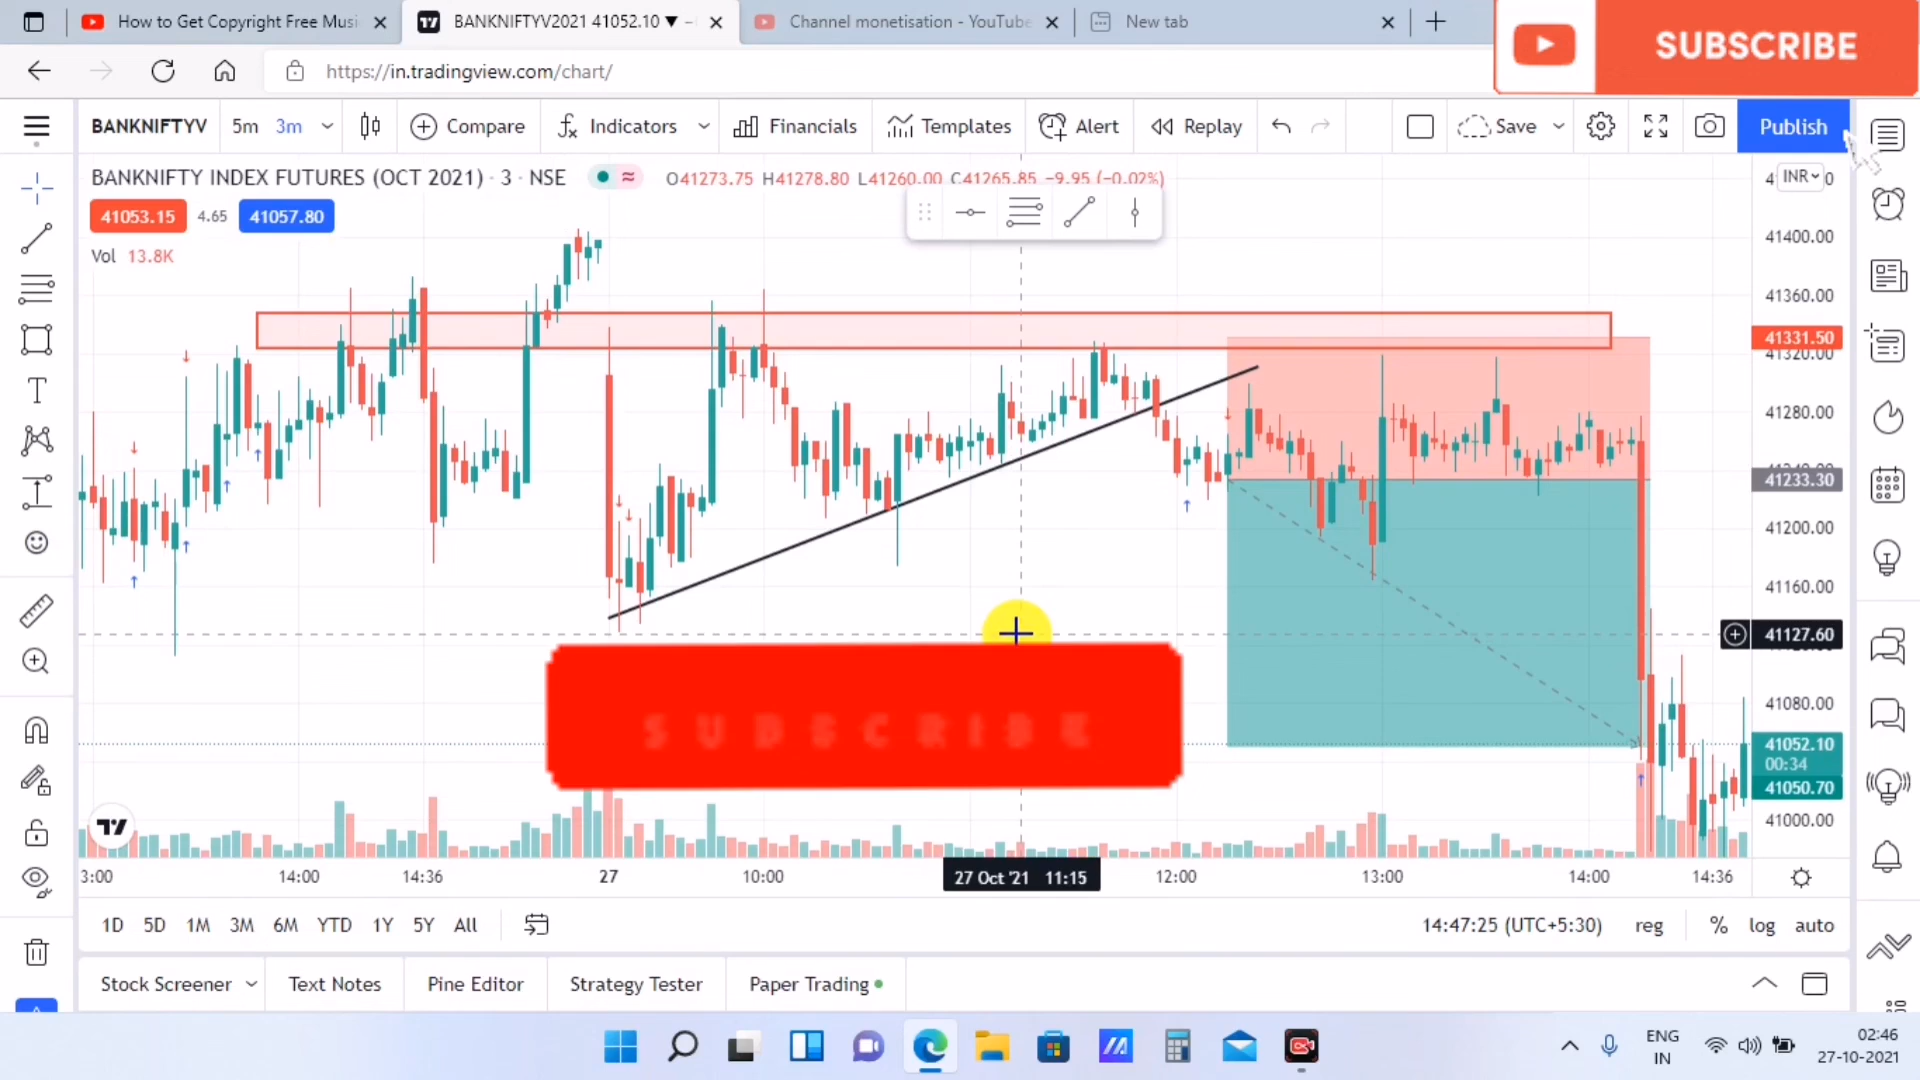 How to Get Copyright Free Musi
BANKNIFTYV2021 41052.10 ▼ –
Channel monetisation - YouTube
New tab
SUBSCRIBE
https://in.tradingview.com/chart/
BANKNIFTYV
5m
3m
Compare
Indicators
Financials
Templates
Alert
Replay
Save
Publish
BANKNIFTY INDEX FUTURES (OCT 2021) · 3 · NSE
O41273.75 H41278.80 L41260.00 C41265.85 −9.95 (−0.02%)
INR
41053.15
4.65
41057.80
Vol 13.8K
41400.00
41360.00
41331.50
41320.00
41280.00
41233.30
41200.00
41160.00
41127.60
41080.00
41052.10
00:34
41050.70
41000.00
SUBSCRIBE
3:00
14:00
14:36
27
10:00
27 Oct '21 11:15
12:00
13:00
14:00
14:36
1D
5D
1M
3M
6M
YTD
1Y
5Y
All
14:47:25 (UTC+5:30)
reg
%
log
auto
Stock Screener
Text Notes
Pine Editor
Strategy Tester
Paper Trading
ENG
IN
02:46
27-10-2021